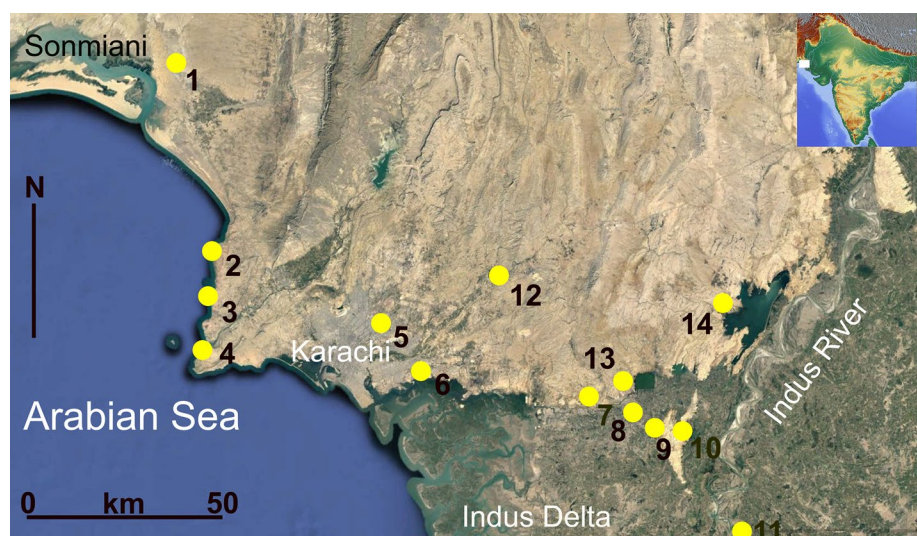 Sonmiani
1
N
2
3
4
5
12
14
Karachi
6
13
7
8
9
10
Indus River
Arabian Sea
0 km 50
Indus Delta
11